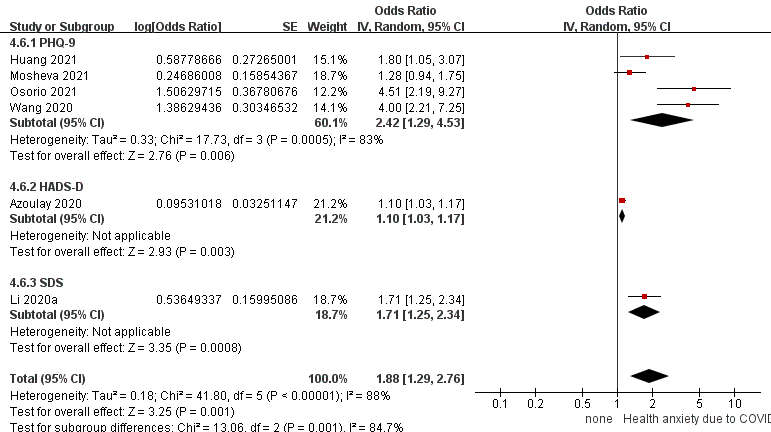 Odds Ratio Odds Ratio
Study or Subgroup log[Odds Ratio] SE Weight IV, Random, 95% CI IV, Random, 95% CI
4.6.1 PHQ-9
Huang 2021 0.58778666 0.27265001 15.1% 1.80 [1.05, 3.07]
Mosheva 2021 0.24686008 0.15854367 18.7% 1.28 [0.94, 1.75]
Osorio 2021 1.50629715 0.36780676 12.2% 4.51 [2.19, 9.27]
Wang 2020 1.38629436 0.30346532 14.1% 4.00 [2.21, 7.25]
Subtotal (95% CI) 60.1% 2.42 [1.29, 4.53]
Heterogeneity: Tau² = 0.33; Chi² = 17.73, df = 3 (P = 0.0005); I² = 83%
Test for overall effect: Z = 2.76 (P = 0.006)
4.6.2 HADS-D
Azoulay 2020 0.09531018 0.03251147 21.2% 1.10 [1.03, 1.17]
Subtotal (95% CI) 21.2% 1.10 [1.03, 1.17]
Heterogeneity: Not applicable
Test for overall effect: Z = 2.93 (P = 0.003)
4.6.3 SDS
Li 2020a 0.53649337 0.15995086 18.7% 1.71 [1.25, 2.34]
Subtotal (95% CI) 18.7% 1.71 [1.25, 2.34]
Heterogeneity: Not applicable
Test for overall effect: Z = 3.35 (P = 0.0008)
Total (95% CI) 100.0% 1.88 [1.29, 2.76]
Heterogeneity: Tau² = 0.18; Chi² = 41.80, df = 5 (P < 0.00001); I² = 88%
Test for overall effect: Z = 3.25 (P = 0.001)
Test for subgroup differences: Chi² = 13.06, df = 2 (P = 0.001), I² = 84.7%
0.1 0.2 0.5 1 2 5 10
none Health anxiety due to COVID